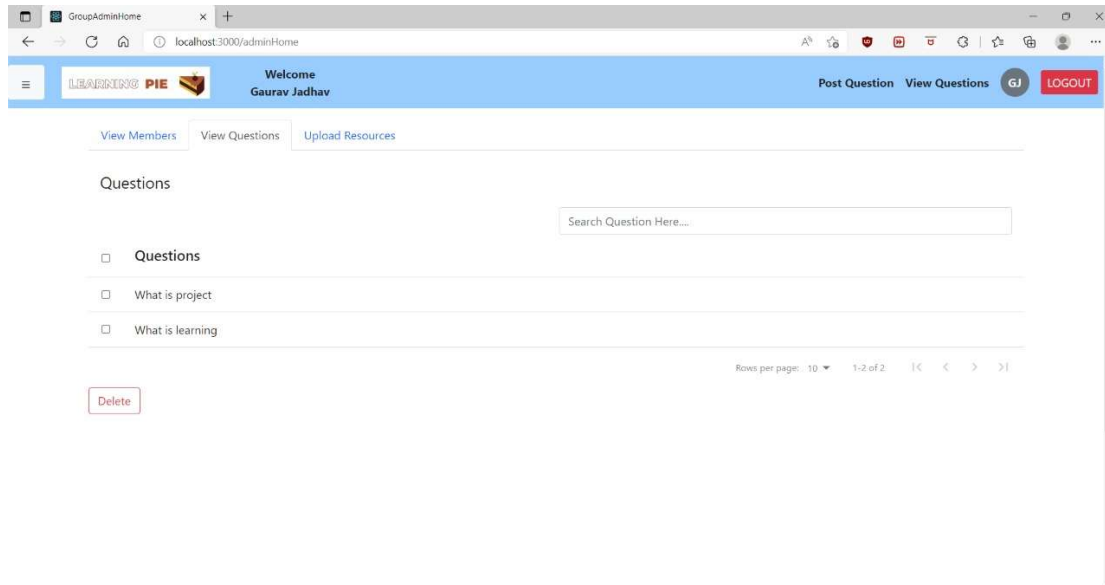 GroupAdminHome
localhost:3000/adminHome
LEARNING PIE
Welcome
Gaurav Jadhav
Post Question View Questions GJ LOGOUT
View Members View Questions Upload Resources
Questions
Search Question Here....
Questions
What is project
What is learning
Rows per page: 10 1-2 of 2
Delete